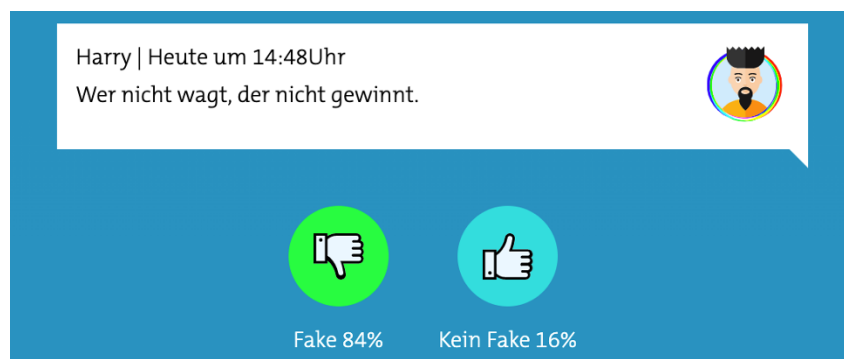 Harry | Heute um 14:48Uhr
Wer nicht wagt, der nicht gewinnt.
Fake 84%
Kein Fake 16%